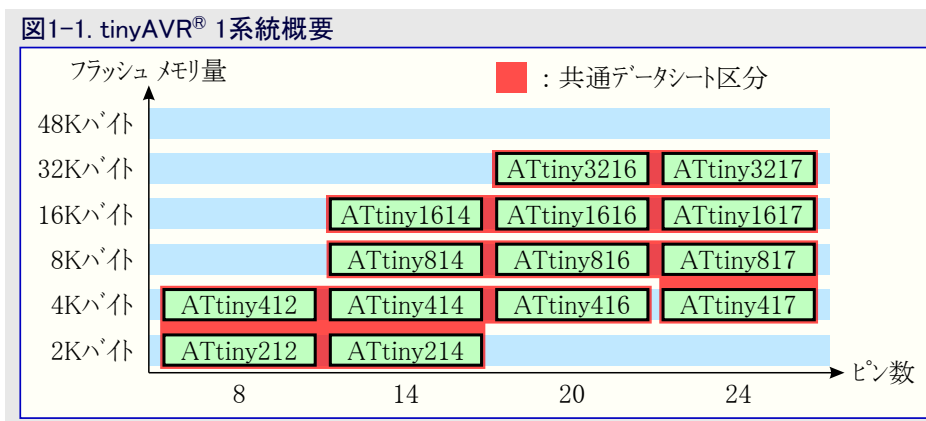 図1-1. tinyAVR® 1系統概要
フラッシュ メモリ量
：共通データシート区分
48Kバイト
32Kバイト ATtiny3216 ATtiny3217
16Kバイト ATtiny1614 ATtiny1616 ATtiny1617
8Kバイト ATtiny814 ATtiny816 ATtiny817
4Kバイト ATtiny412 ATtiny414 ATtiny416 ATtiny417
2Kバイト ATtiny212 ATtiny214
ピン数
8 14 20 24